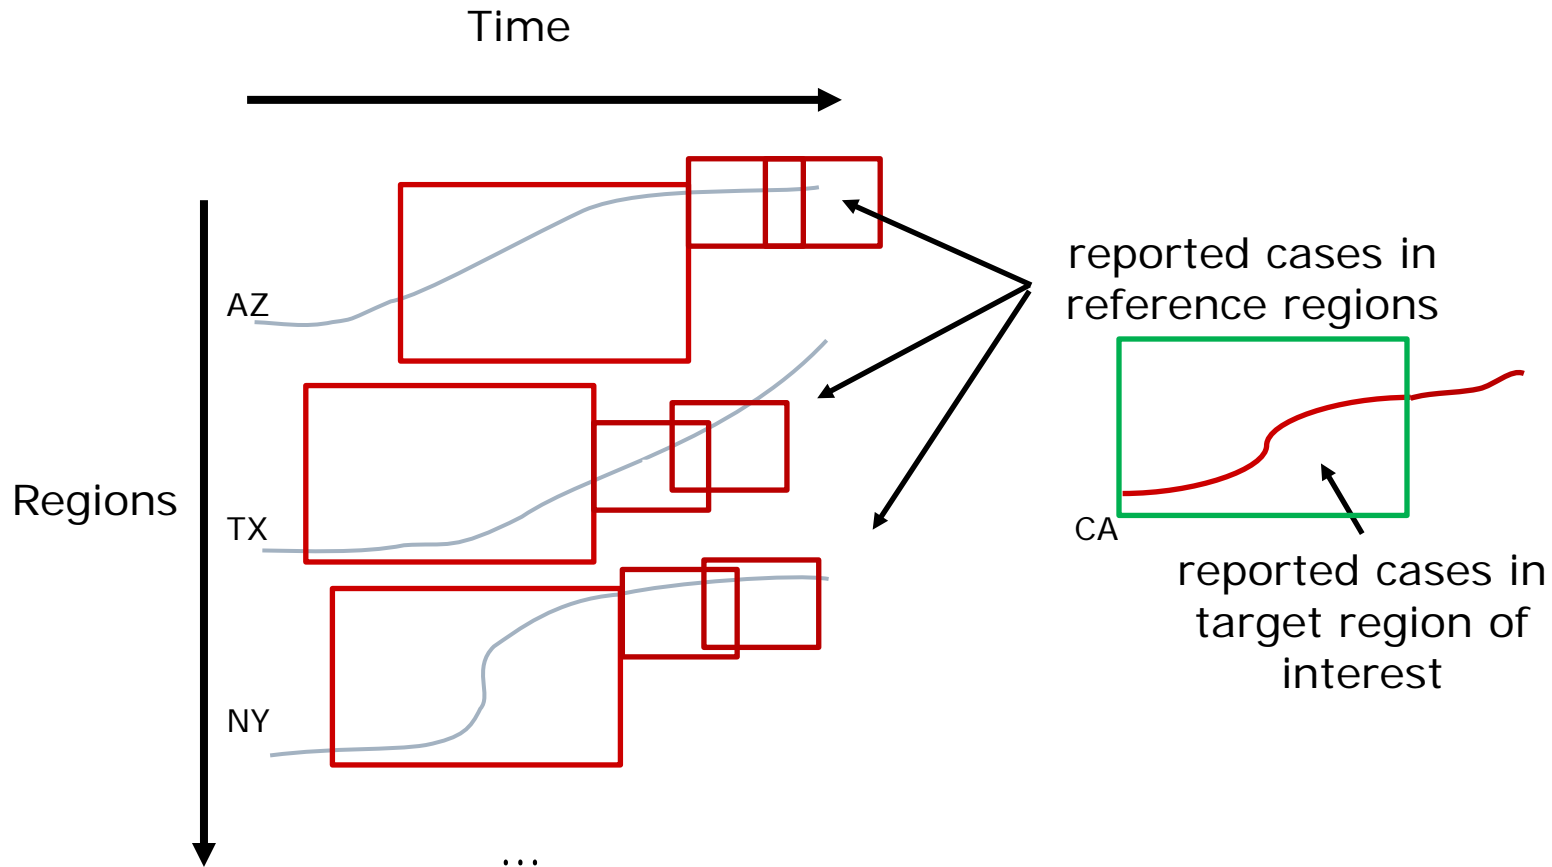 Time
AZ
reported cases in
reference regions
Regions
TX
CA
reported cases in
target region of
interest
NY
...